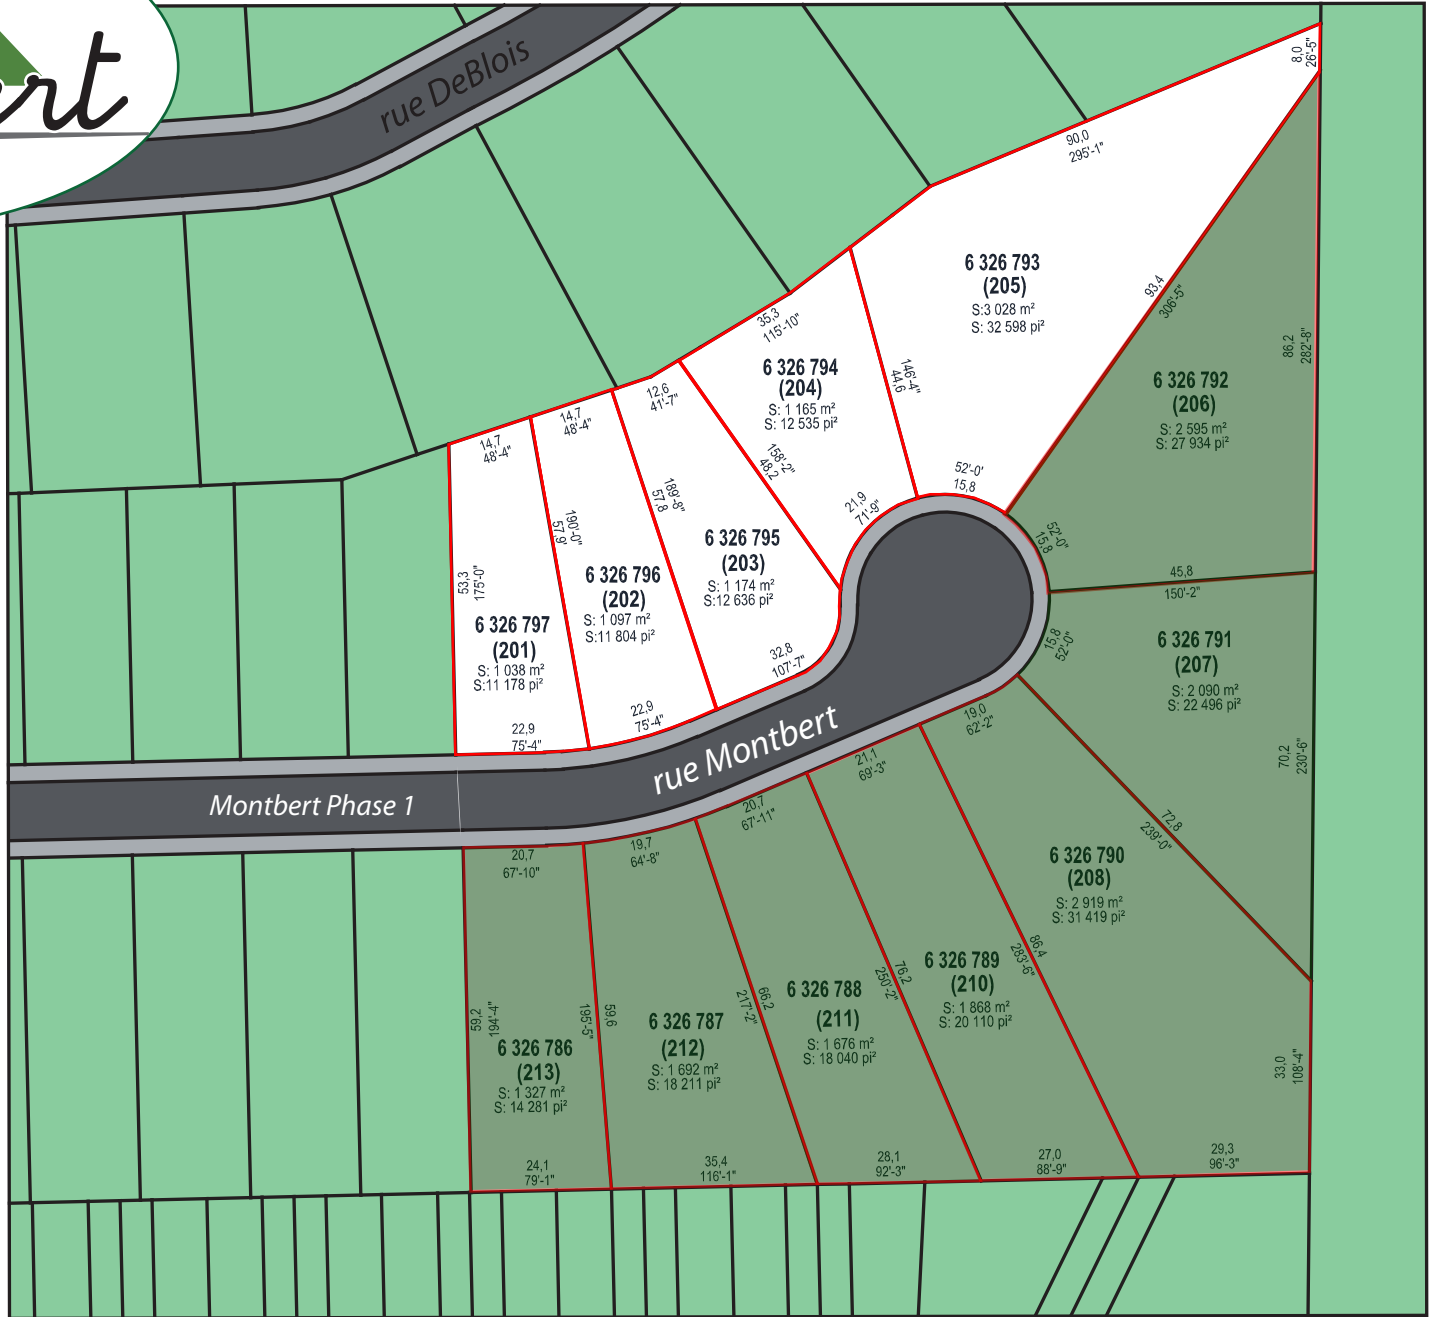 ert
rue DeBlois
8,0
26'-5"
90,0
295'-1"
6 326 793
(205)
S:3 028 m²
S: 32 598 pi²
93,4
306'-5"
86,2
282'-8"
35,3
115'-10"
6 326 794
(204)
S: 1 165 m²
S: 12 535 pi²
146'-4"
44,6
6 326 792
(206)
S: 2 595 m²
S: 27 934 pi²
12,6
41'-7"
14,7
48'-4"
14,7
48'-4"
158'-2"
48,2
52'-0'
15,8
21,9
71'-9"
189'-8"
57,8
190'-0"
57,9'
52'-0"
15,8
6 326 795
(203)
S: 1 174 m²
S:12 636 pi²
6 326 796
(202)
S: 1 097 m²
S:11 804 pi²
53,3
175'-0"
6 326 797
(201)
S: 1 038 m²
S:11 178 pi²
45,8
150'-2"
15,8
52'-0"
6 326 791
(207)
S: 2 090 m²
S: 22 496 pi²
32,8
107'-7"
22,9
75'-4"
22,9
75'-4"
19,0
62'-2"
70,2
230'-6"
rue Montbert
Montbert Phase 1
21,1
69'-3"
20,7
67'-11"
19,7
64'-8"
20,7
67'-10"
72,8
239'-0"
6 326 790
(208)
S: 2 919 m²
S: 31 419 pi²
86,4
283'-6"
6 326 789
(210)
S: 1 868 m²
S: 20 110 pi²
76,2
250'-2"
6 326 788
(211)
S: 1 676 m²
S: 18 040 pi²
66,2
217'-2"
6 326 787
(212)
S: 1 692 m²
S: 18 211 pi²
59,6
195'-5"
59,2
194'-4"
6 326 786
(213)
S: 1 327 m²
S: 14 281 pi²
33,0
108'-4"
24,1
79'-1"
35,4
116'-1"
28,1
92'-3"
27,0
88'-9"
29,3
96'-3"